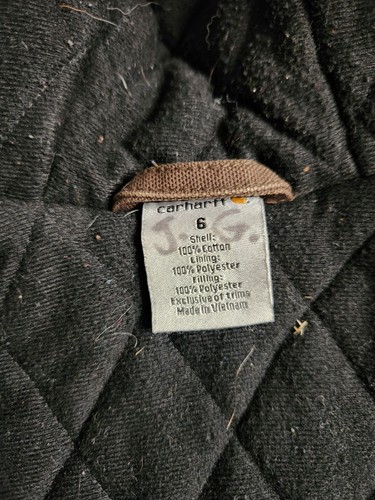 carhartt
6
J. G.
Shell:
100% Cotton
Lining:
100% Polyester
Filling:
100% Polyester
Exclusive of trims
Made in Vietnam